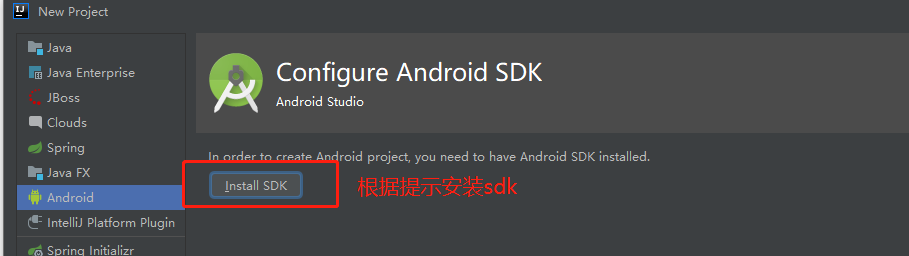 New Project
Java
Java Enterprise
JBoss
Clouds
Spring
Java FX
Android
IntelliJ Platform Plugin
Spring Initializr
Configure Android SDK
Android Studio
In order to create Android project, you need to have Android SDK installed.
Install SDK
根据提示安装sdk